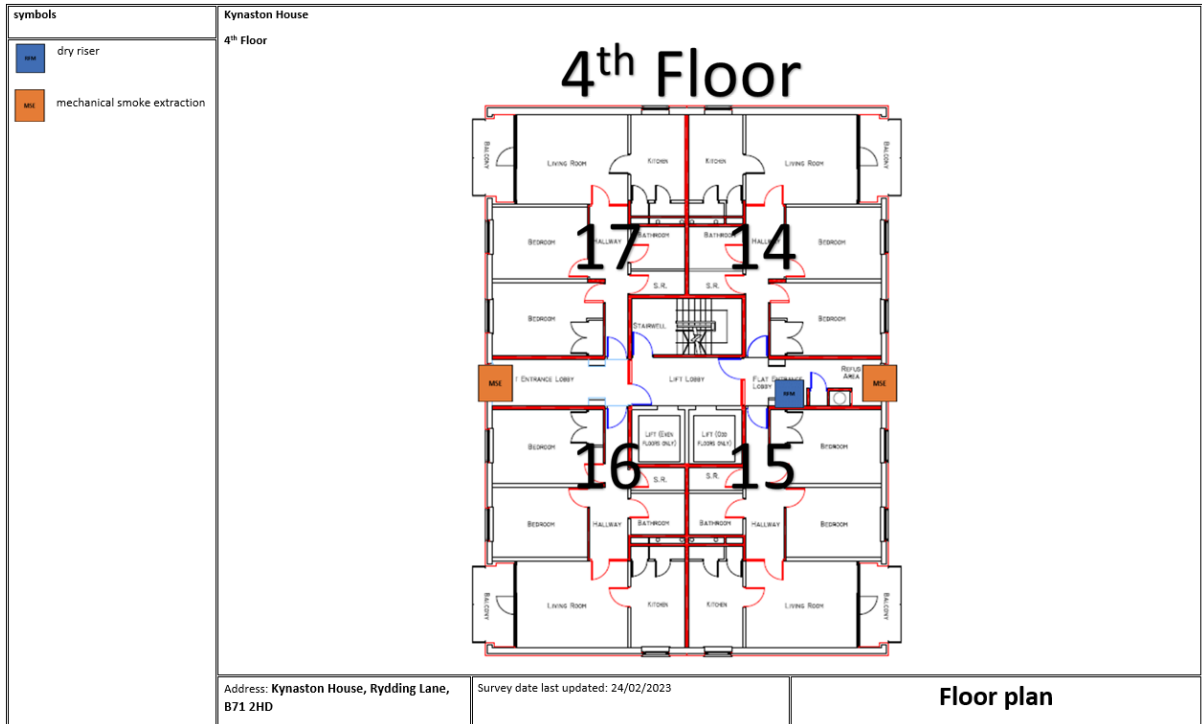 symbols
dry riser
MSE
mechanical smoke extraction
Kynaston House
4th Floor
4th Floor
BALCONY
LIVING ROOM
KITCHEN
KITCHEN
LIVING ROOM
BALCONY
BEDROOM
HALLWAY
BATHROOM
BATHROOM
HALLWAY
BEDROOM
17
14
S.R.
S.R.
BEDROOM
STAIRWELL
BEDROOM
MSE
ENTRANCE LOBBY
LIFT LOBBY
FLAT
LOBBY
AREA
MSE
LIFT (EVEN
FLOORS ONLY)
LIFT (ODD
FLOORS ONLY)
BEDROOM
BEDROOM
16
15
S.R.
S.R.
BEDROOM
HALLWAY
BATHROOM
BATHROOM
HALLWAY
BEDROOM
BALCONY
LIVING ROOM
KITCHEN
KITCHEN
LIVING ROOM
BALCONY
Address: Kynaston House, Rydding Lane,
B71 2HD
Survey date last updated: 24/02/2023
Floor plan